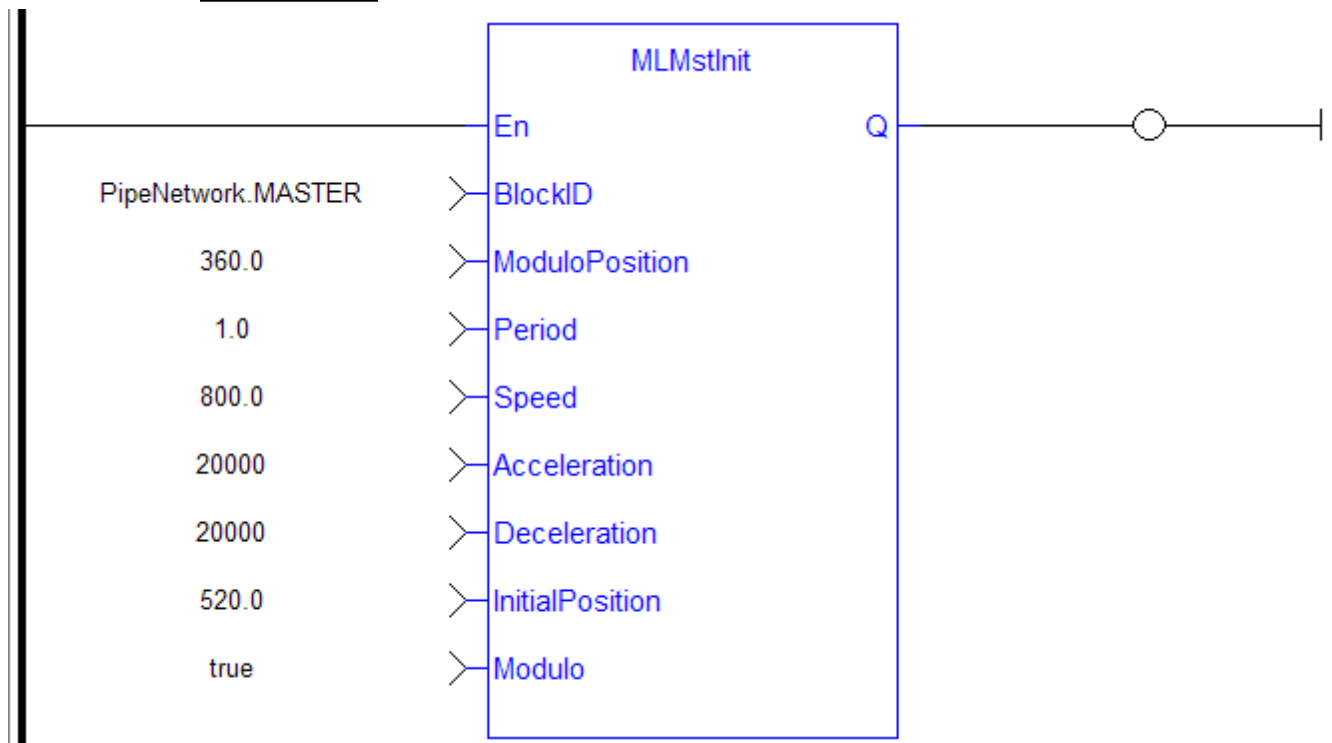 MLMstInit
En Q
PipeNetwork.MASTER BlockID
360.0 ModuloPosition
1.0 Period
800.0 Speed
20000 Acceleration
20000 Deceleration
520.0 InitialPosition
true Modulo